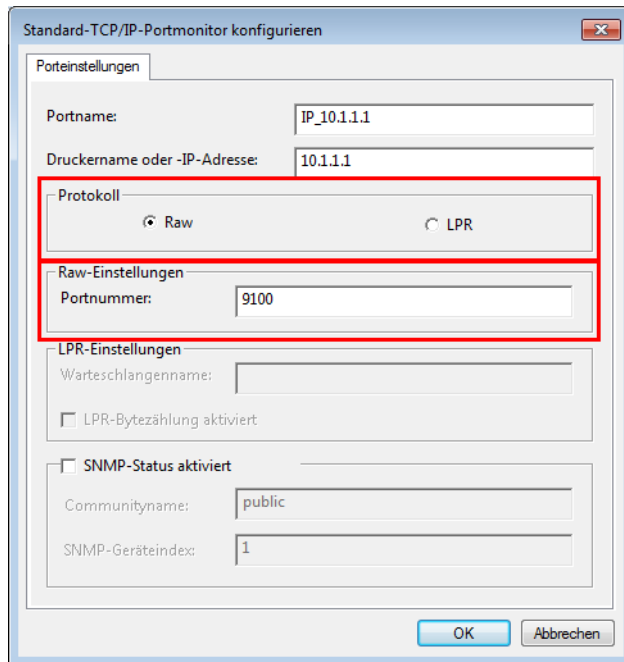 Standard-TCP/IP-Portmonitor konfigurieren
Porteinstellungen
Portname: IP_10.1.1.1
Druckername oder -IP-Adresse: 10.1.1.1
Protokoll
Raw LPR
Raw-Einstellungen
Portnummer: 9100
LPR-Einstellungen
Warteschlangenname:
LPR-Bytezählung aktiviert
SNMP-Status aktiviert
Communityname: public
SNMP-Geräteindex: 1
OK Abbrechen